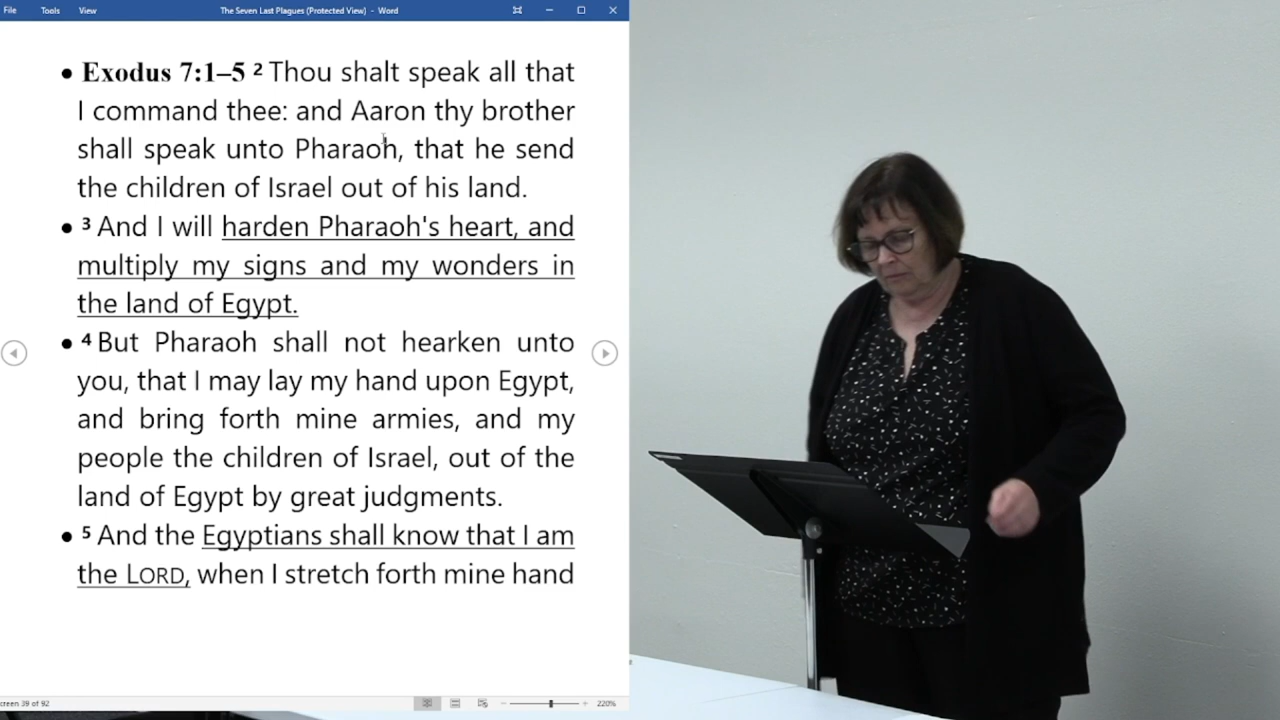 File Tools View The Seven Last Plagues (Protected View) - Word
• Exodus 7:1–5 ² Thou shalt speak all that
I command thee: and Aaron thy brother
shall speak unto Pharaoh, that he send
the children of Israel out of his land.
• ³ And I will harden Pharaoh's heart, and
multiply my signs and my wonders in
the land of Egypt.
• ⁴ But Pharaoh shall not hearken unto
you, that I may lay my hand upon Egypt,
and bring forth mine armies, and my
people the children of Israel, out of the
land of Egypt by great judgments.
• ⁵ And the Egyptians shall know that I am
the LORD, when I stretch forth mine hand
creen 39 of 92 220%